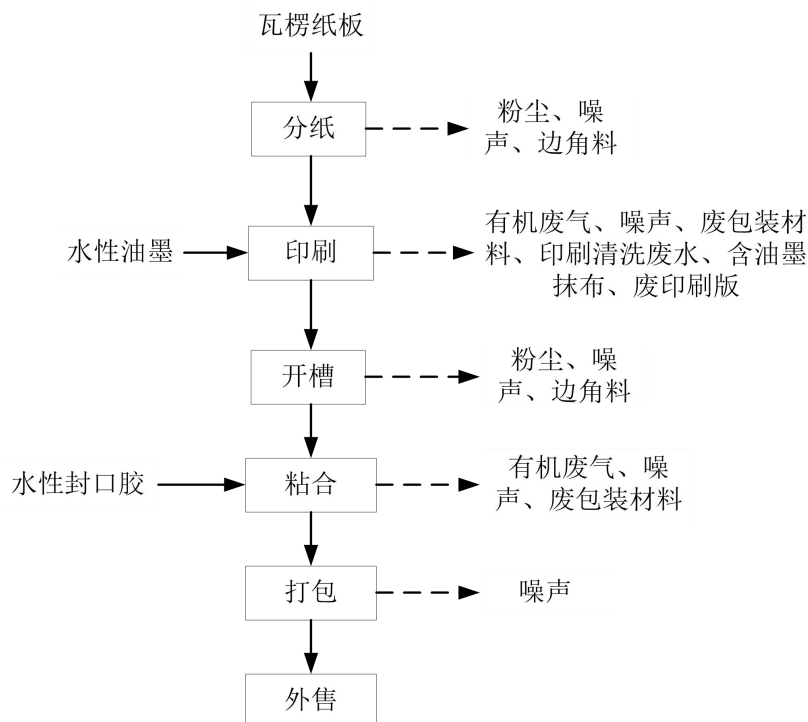 瓦楞纸板
分纸
粉尘、噪
声、边角料
水性油墨
印刷
有机废气、噪声、废包装材
料、印刷清洗废水、含油墨
抹布、废印刷版
开槽
粉尘、噪
声、边角料
水性封口胶
粘合
有机废气、噪
声、废包装材料
打包
噪声
外售